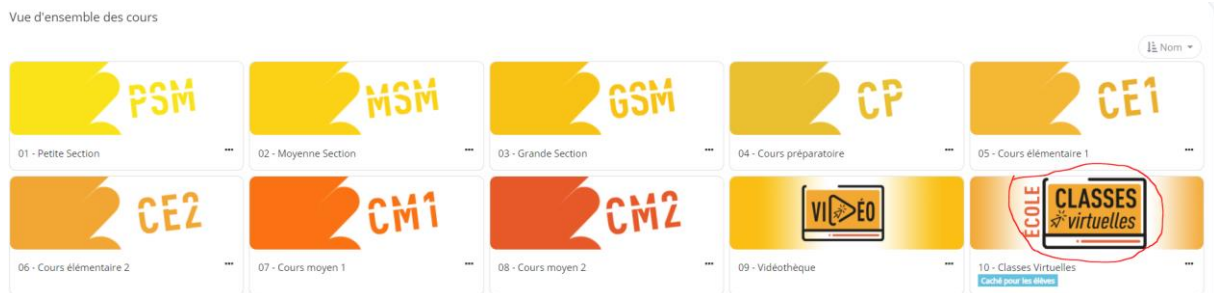 Vue d'ensemble des cours
Nom
PSM
MSM
GSM
CP
CE1
01 - Petite Section
02 - Moyenne Section
03 - Grande Section
04 - Cours préparatoire
05 - Cours élémentaire 1
CE2
CM1
CM2
VIDÉO
ÉCOLE
CLASSES
virtuelles
06 - Cours élémentaire 2
07 - Cours moyen 1
08 - Cours moyen 2
09 - Vidéothèque
10 - Classes Virtuelles
Caché pour les élèves